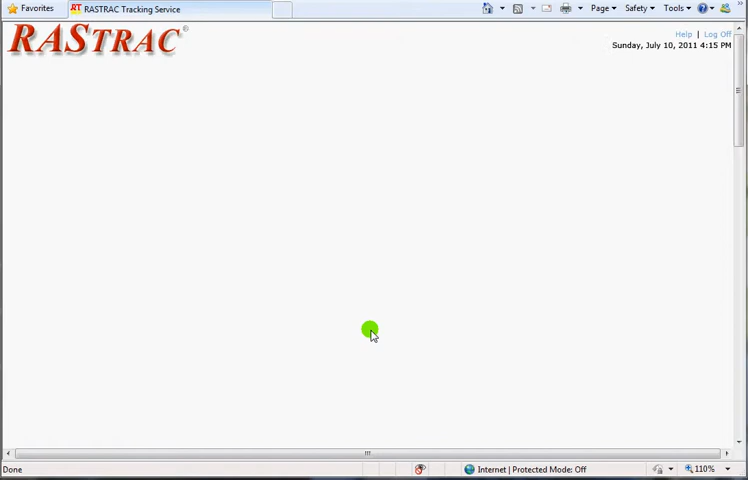 Favorites RASTRAC Tracking Service Page Safety Tools
RASTRAC®
Help | Log Off
Sunday, July 10, 2011 4:15 PM
Done Internet | Protected Mode: Off 110%